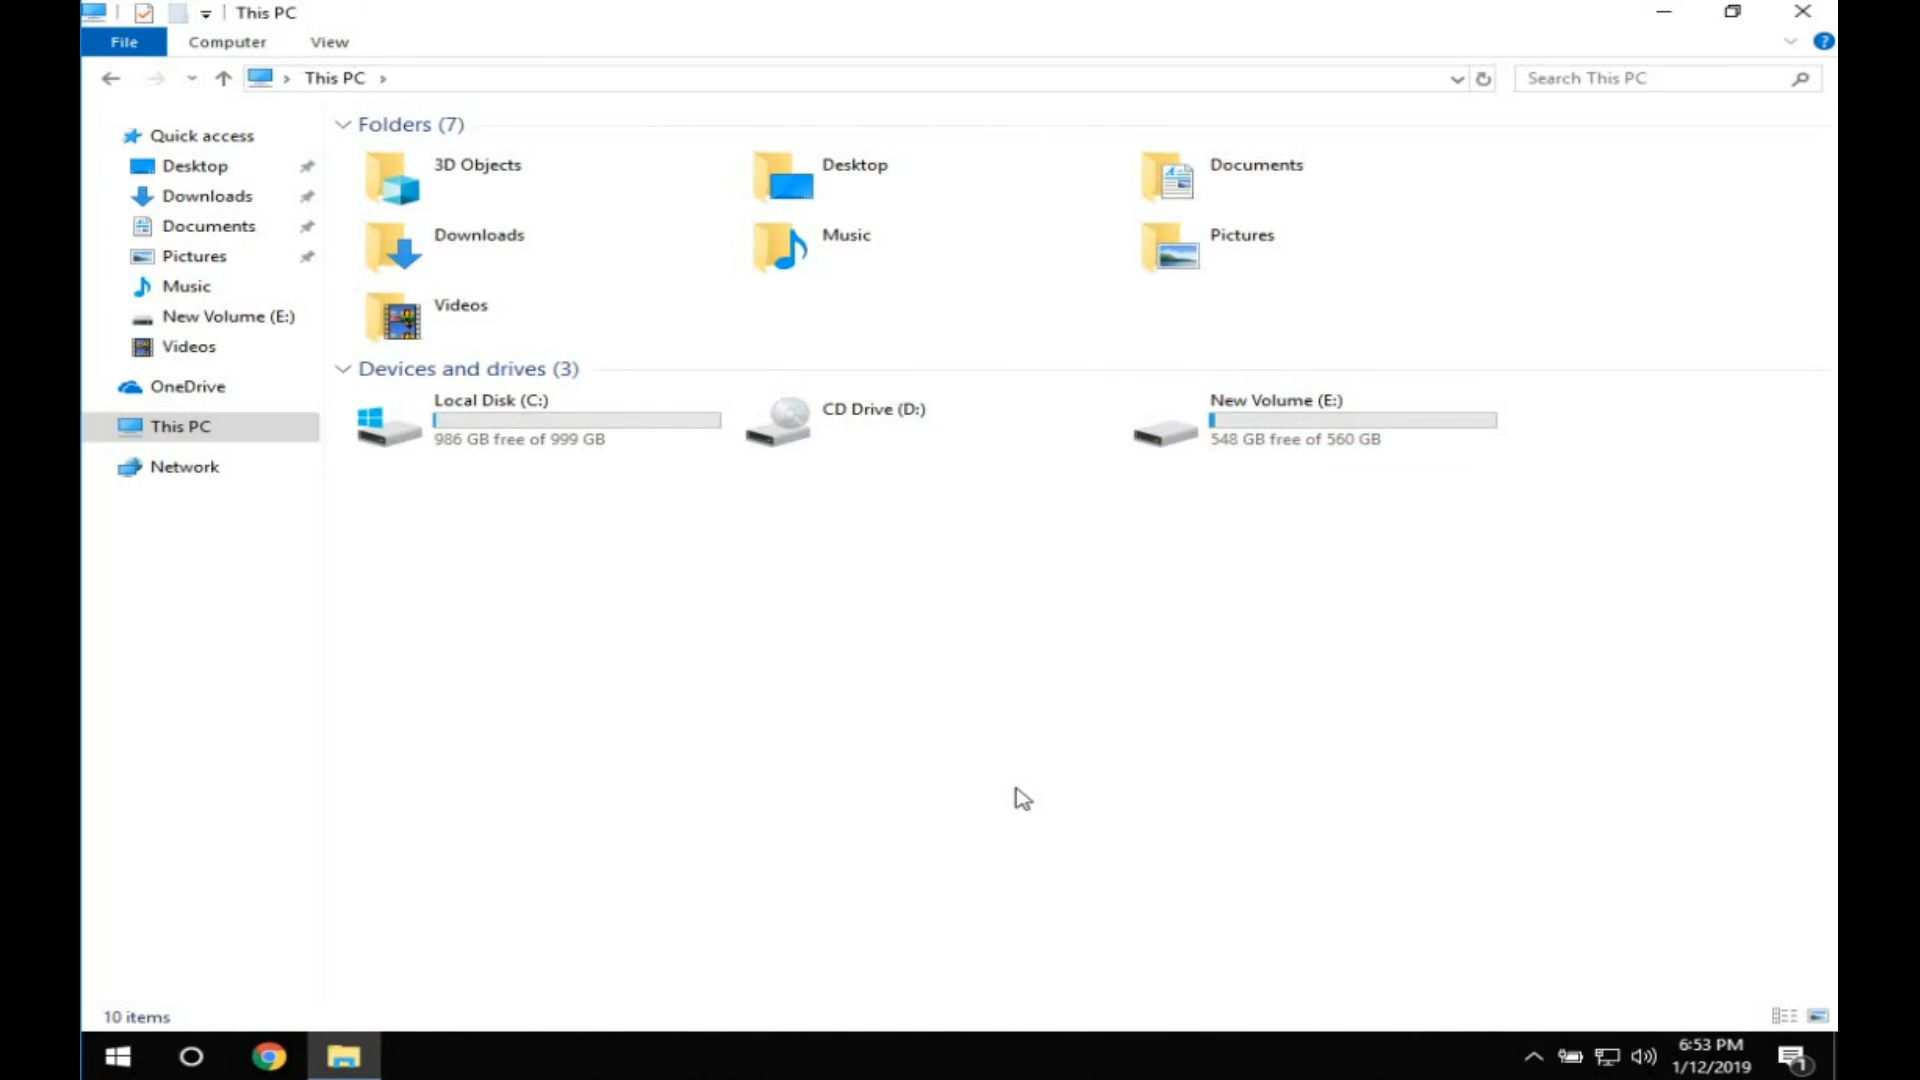 This PC
File Computer View
This PC
Search This PC
Quick access
Desktop
Downloads
Documents
Pictures
Music
New Volume (E:)
Videos
OneDrive
This PC
Network
Folders (7)
3D Objects
Desktop
Documents
Downloads
Music
Pictures
Videos
Devices and drives (3)
Local Disk (C:)
986 GB free of 999 GB
CD Drive (D:)
New Volume (E:)
548 GB free of 560 GB
10 items
6:53 PM
1/12/2019
1